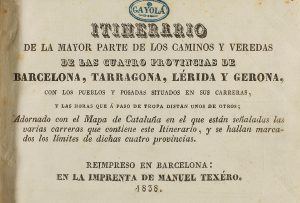 GAYOLÁ
ITINERARIO
DE LA MAYOR PARTE DE LOS CAMINOS Y VEREDAS
DE LAS CUATRO PROVINCIAS DE
BARCELONA, TARRAGONA, LÉRIDA Y GERONA,
CON LOS PUEBLOS Y POSADAS SITUADOS EN SUS CARRERAS,
Y LAS HORAS QUE Á PASO DE TROPA DISTAN UNOS DE OTROS;
Adornado con el Mapa de Cataluña en el que están señaladas las
varias carreras que contiene este Itinerario, y se hallan marca-
dos los límites de dichas cuatro provincias.
REIMPRESO EN BARCELONA:
EN LA IMPRENTA DE MANUEL TEXÉRO.
1838.